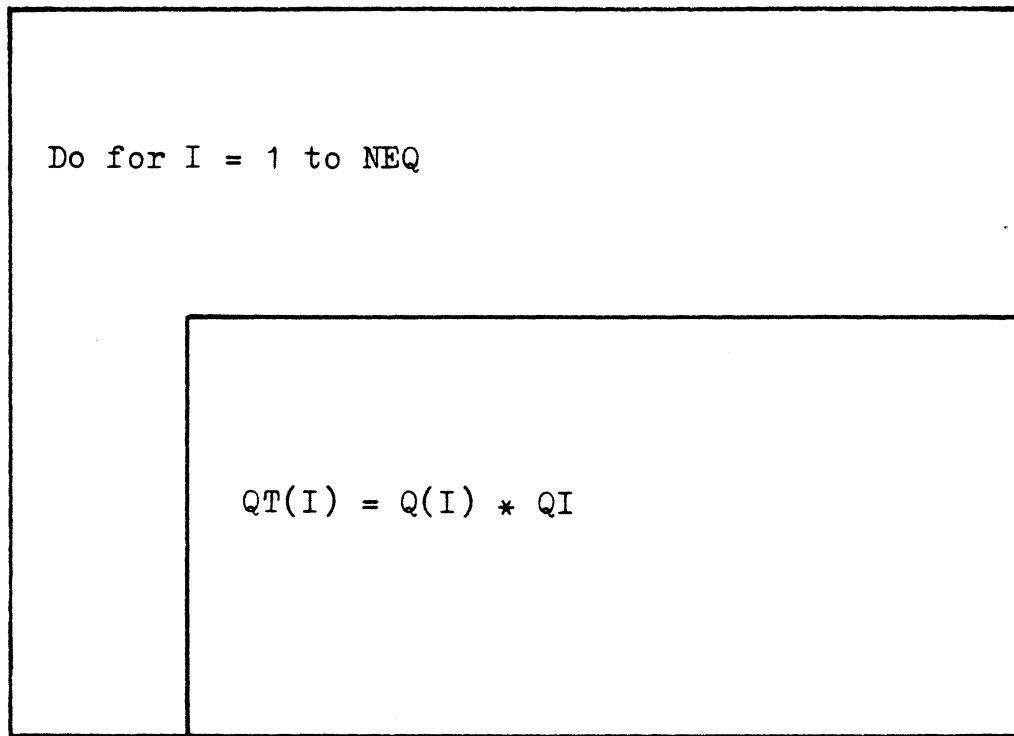 Do for I = 1 to NEQ
QT(I) = Q(I) * QI